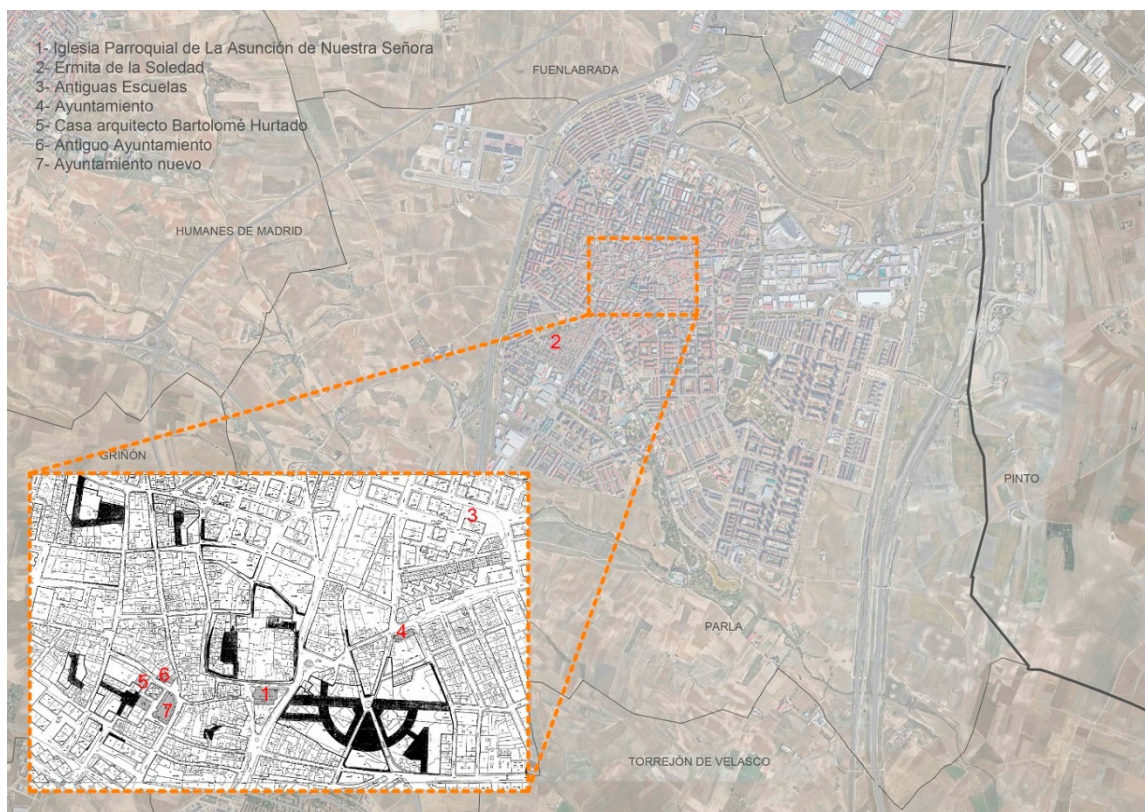 1- Iglesia Parroquial de La Asunción de Nuestra Señora
2- Ermita de la Soledad
3- Antiguas Escuelas
4- Ayuntamiento
5- Casa arquitecto Bartolomé Hurtado
6- Antiguo Ayuntamiento
7- Ayuntamiento nuevo
FUENLABRADA
HUMANES DE MADRID
2
GRIÑÓN
PINTO
3
PARLA
4
6
5
1
7
TORREJÓN DE VELASCO